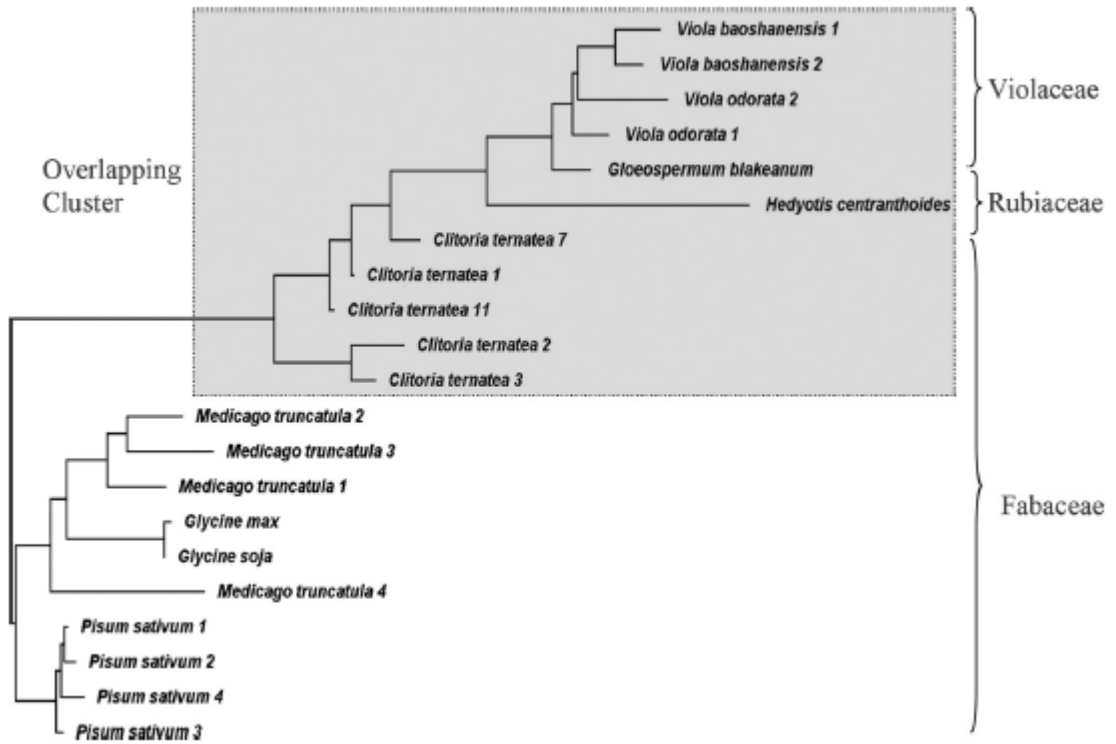 Viola baoshanensis 1
Viola baoshanensis 2
Viola odorata 2
Viola odorata 1
Gloeospermum blakeanum
Hedyotis centranthoides
Clitoria ternatea 7
Clitoria ternatea 1
Clitoria ternatea 11
Clitoria ternatea 2
Clitoria ternatea 3
Medicago truncatula 2
Medicago truncatula 3
Medicago truncatula 1
Glycine max
Glycine soja
Medicago truncatula 4
Pisum sativum 1
Pisum sativum 2
Pisum sativum 4
Pisum sativum 3
Overlapping
Cluster
Violaceae
Rubiaceae
Fabaceae